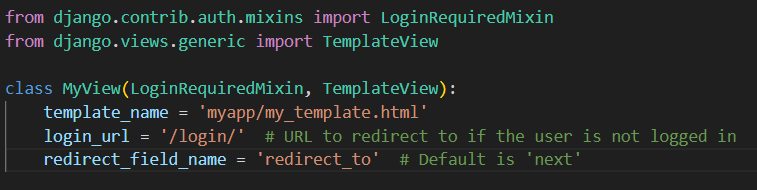 from django.contrib.auth.mixins import LoginRequiredMixin
from django.views.generic import TemplateView
class MyView(LoginRequiredMixin, TemplateView):
template_name = 'myapp/my_template.html'
login_url = '/login/'  # URL to redirect to if the user is not logged in
redirect_field_name = 'redirect_to'  # Default is 'next'